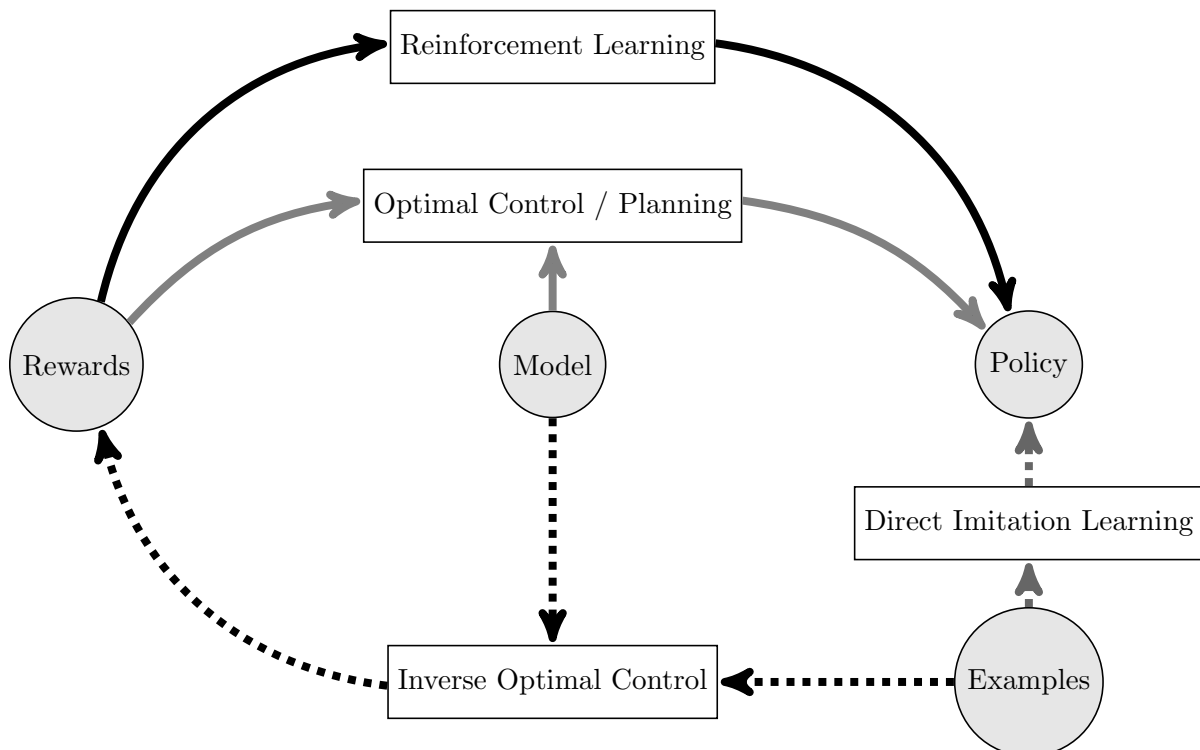 Reinforcement Learning
Optimal Control / Planning
Rewards
Model
Policy
Direct Imitation Learning
Inverse Optimal Control
Examples